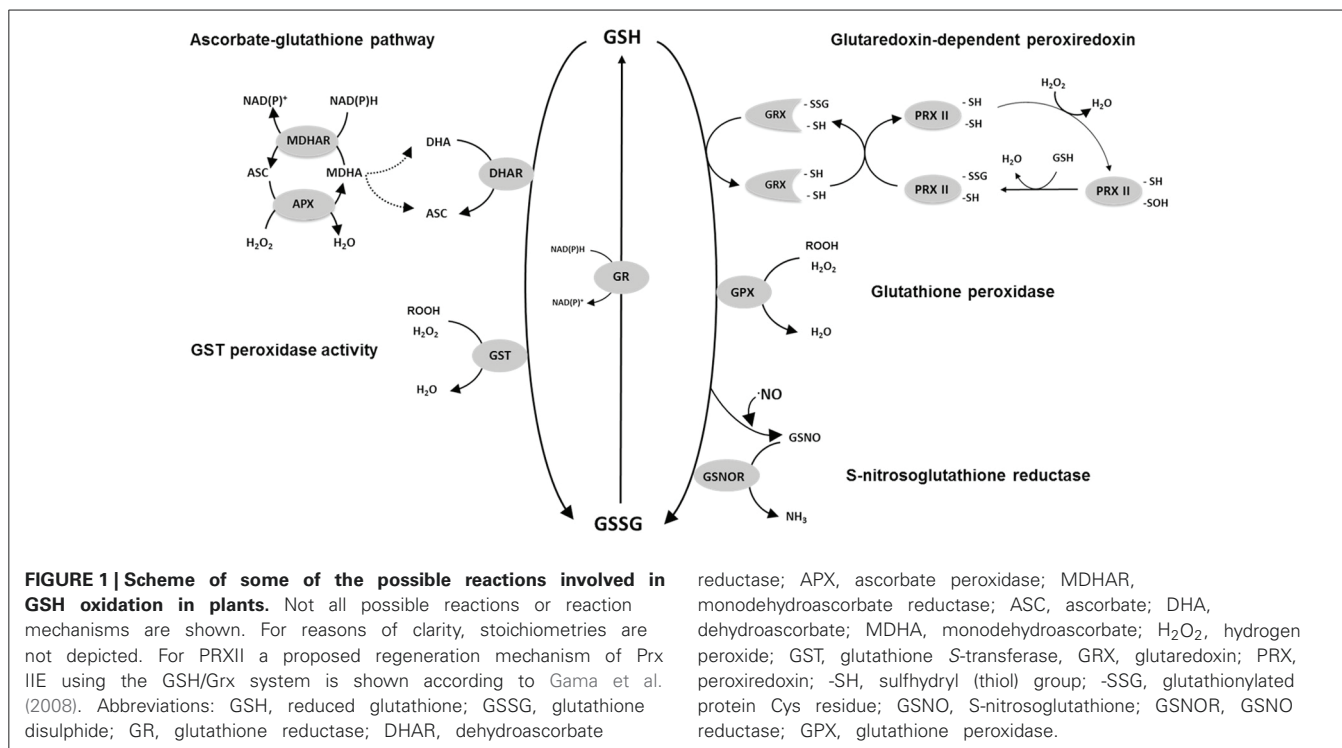 Ascorbate-glutathione pathway
GSH
Glutaredoxin-dependent peroxiredoxin
NAD(P)⁺
NAD(P)H
MDHAR
ASC
MDHA
APX
H₂O₂
H₂O
DHA
DHAR
ASC
GRX
- SSG
- SH
GRX
- SH
- SH
PRX II
- SH
- SH
H₂O₂
H₂O
PRX II
- SSG
- SH
H₂O
GSH
PRX II
- SH
-SOH
NAD(P)H
GR
NAD(P)⁺
ROOH
H₂O₂
GPX
H₂O
Glutathione peroxidase
GST peroxidase activity
ROOH
H₂O₂
GST
H₂O
·NO
GSNO
GSNOR
NH₃
S-nitrosoglutathione reductase
GSSG
FIGURE 1 | Scheme of some of the possible reactions involved in
GSH oxidation in plants. Not all possible reactions or reaction
mechanisms are shown. For reasons of clarity, stoichiometries are
not depicted. For PRXII a proposed regeneration mechanism of Prx
IIE using the GSH/Grx system is shown according to Gama et al.
(2008). Abbreviations: GSH, reduced glutathione; GSSG, glutathione
disulphide; GR, glutathione reductase; DHAR, dehydroascorbate
reductase; APX, ascorbate peroxidase; MDHAR,
monodehydroascorbate reductase; ASC, ascorbate; DHA,
dehydroascorbate; MDHA, monodehydroascorbate; H₂O₂, hydrogen
peroxide; GST, glutathione S-transferase, GRX, glutaredoxin; PRX,
peroxiredoxin; -SH, sulfhydryl (thiol) group; -SSG, glutathionylated
protein Cys residue; GSNO, S-nitrosoglutathione; GSNOR, GSNO
reductase; GPX, glutathione peroxidase.